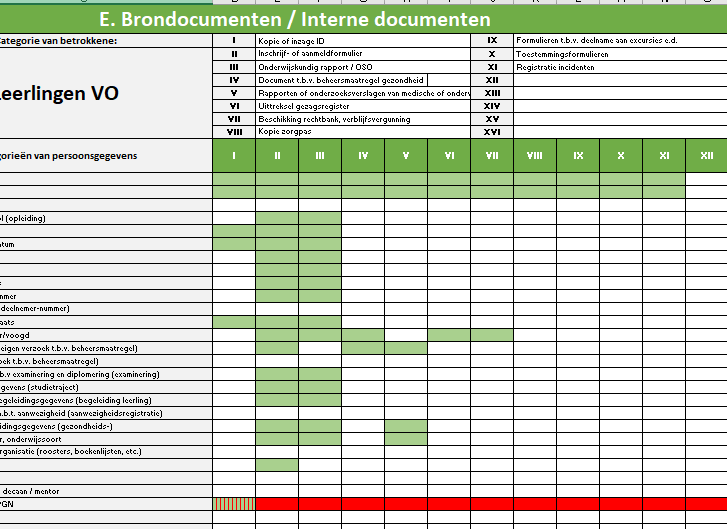 E. Brondocumenten / Interne documenten
ategorie van betrokkene:
eerlingen VO
I Kopie of inzage ID
II Inschrijf- of aanmeldformulier
III Onderwijskundig rapport / OSO
IV Document t.b.v. beheersmaatregel gezondheid
V Rapporten of onderzoeksverslagen van medische of onderv
VI Uittreksel gezagsregister
VII Beschikking rechtbank, verblijfsvergunning
VIII Kopie zorgpas
IX Formulieren t.b.v. deelname aan excursies e.d.
X Toestemmingsformulieren
XI Registratie incidenten
XII
XIII
XIV
XV
XVI
gorieën van persoonsgegevens I II III IV V VI VII VIII IX X XI XII
ol (opleiding)
atum
nmer
deelnemer-nummer)
aats
r/voogd
eigen verzoek t.b.v. beheersmaatregel)
oek t.b.v. beheersmaatregel)
b.v examinering en diplomering (examinering)
gevens (studietraject)
egeleidingsgegevens (begeleiding leerling)
.b.t. aanwezigheid (aanwezigheidsregistratie)
idingsgegevens (gezondheids-)
r, onderwijssoort
organisatie (roosters, boekenlijsten, etc.)
decaan / mentor
PGN